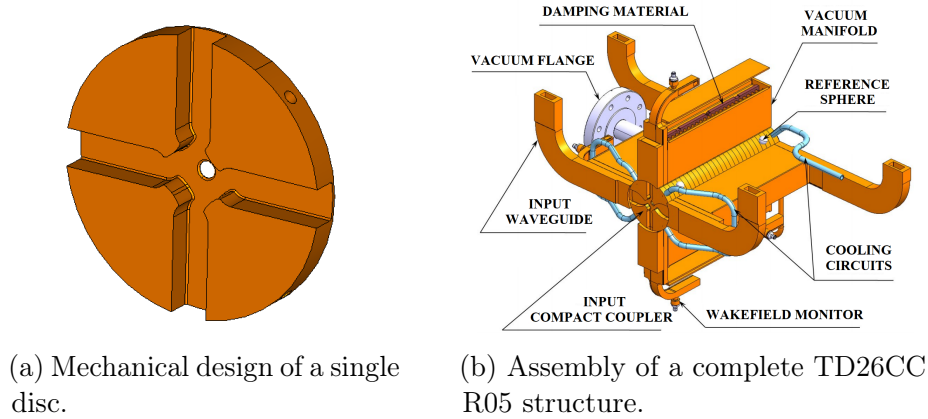 DAMPING MATERIAL
VACUUM
MANIFOLD
VACUUM FLANGE
REFERENCE
SPHERE
INPUT
WAVEGUIDE
COOLING
CIRCUITS
INPUT
COMPACT COUPLER
WAKEFIELD MONITOR
(a) Mechanical design of a single
disc.
(b) Assembly of a complete TD26CC
R05 structure.